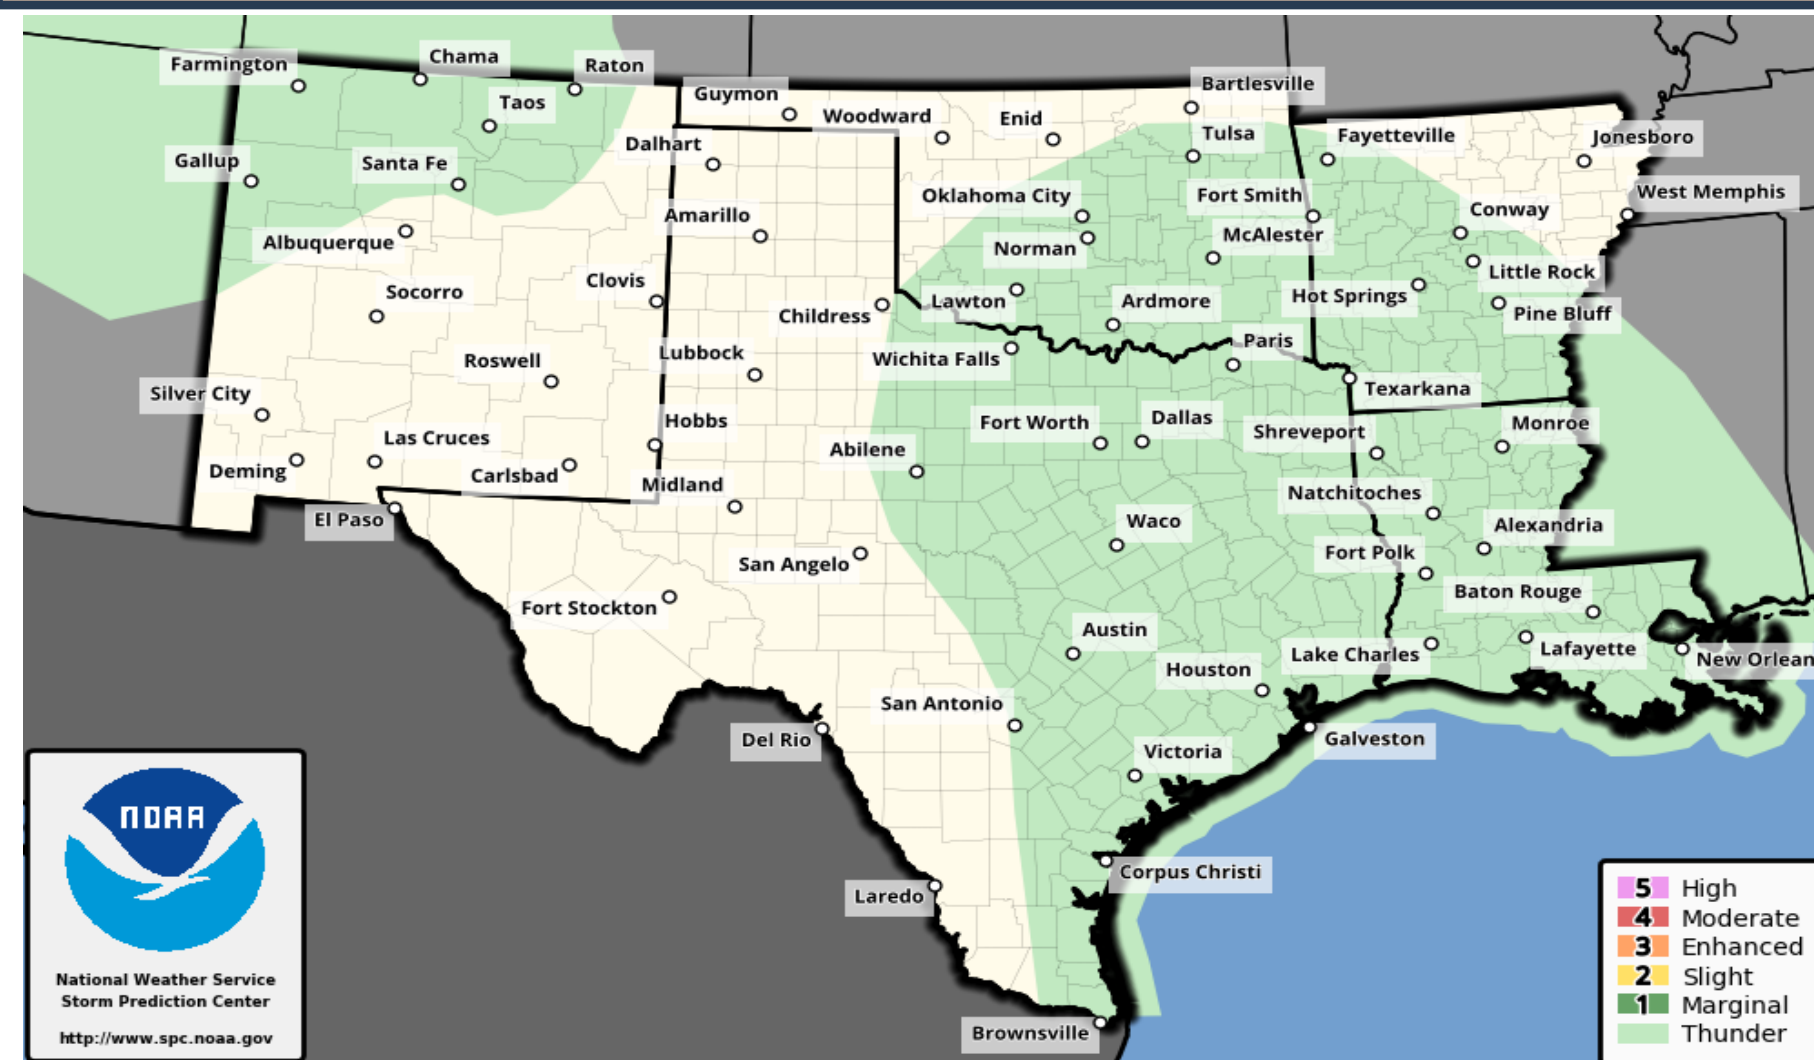 Farmington
Chama
Raton
Taos
Guymon
Woodward
Enid
Bartlesville
Tulsa
Fayetteville
Jonesboro
Dalhart
Gallup
Santa Fe
Oklahoma City
Fort Smith
Conway
West Memphis
Amarillo
Albuquerque
Norman
McAlester
Clovis
Socorro
Childress
Lawton
Ardmore
Hot Springs
Little Rock
Pine Bluff
Roswell
Lubbock
Wichita Falls
Paris
Texarkana
Silver City
Hobbs
Fort Worth
Dallas
Shreveport
Monroe
Las Cruces
Abilene
Deming
Carlsbad
Midland
Natchitoches
El Paso
Waco
Alexandria
San Angelo
Fort Polk
Fort Stockton
Baton Rouge
Austin
Houston
Lake Charles
Lafayette
New Orlean
San Antonio
Del Rio
Victoria
Galveston
Corpus Christi
Laredo
Brownsville
NOAA
National Weather Service
Storm Prediction Center
http://www.spc.noaa.gov
5 High
4 Moderate
3 Enhanced
2 Slight
1 Marginal
Thunder